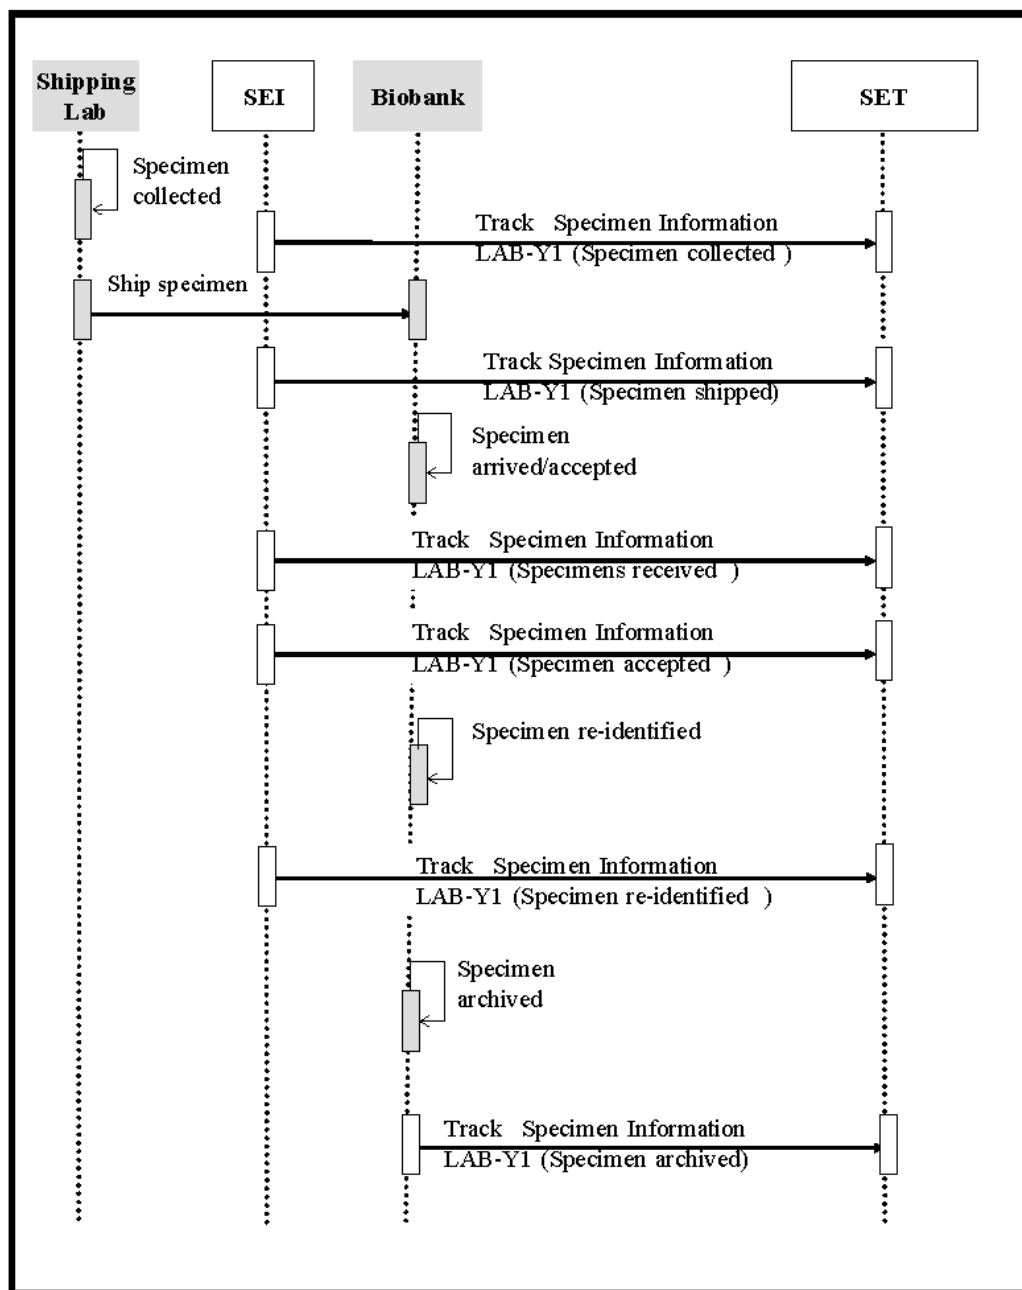 Shipping
Lab
SEI
Biobank
SET
Specimen
collected
Track Specimen Information
LAB-Y1 (Specimen collected )
Ship specimen
Track Specimen Information
LAB-Y1 (Specimen shipped)
Specimen
arrived/accepted
Track Specimen Information
LAB-Y1 (Specimens received )
Track Specimen Information
LAB-Y1 (Specimen accepted )
Specimen re-identified
Track Specimen Information
LAB-Y1 (Specimen re-identified )
Specimen
archived
Track Specimen Information
LAB-Y1 (Specimen archived)